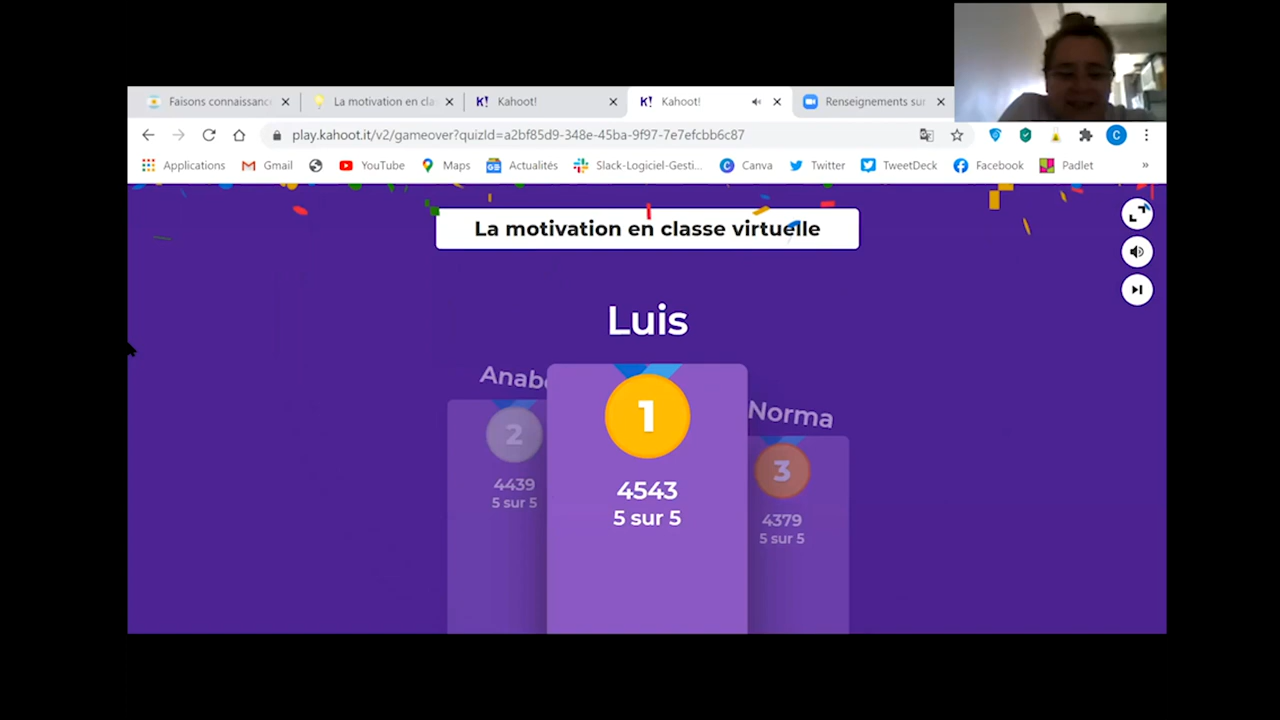 Faisons connaissanc
La motivation en cla
K! Kahoot!
K! Kahoot!
Renseignements sur
play.kahoot.it/v2/gameover?quizId=a2bf85d9-348e-45ba-9f97-7e7efcbb6c87
C
Applications
Gmail
YouTube
Maps
Actualités
Slack-Logiciel-Gesti...
Canva
Twitter
TweetDeck
Facebook
Padlet
»
La motivation en classe virtuelle
Luis
1
4543
5 sur 5
Anab
2
4439
5 sur 5
Norma
3
4379
5 sur 5